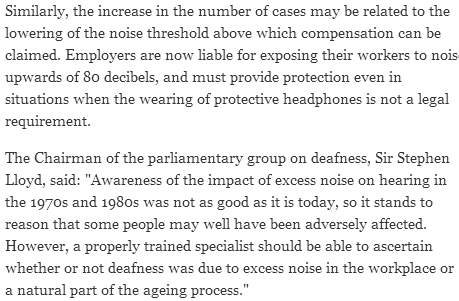 Similarly, the increase in the number of cases may be related to the
lowering of the noise threshold above which compensation can be
claimed. Employers are now liable for exposing their workers to nois
upwards of 80 decibels, and must provide protection even in
situations when the wearing of protective headphones is not a legal
requirement.
The Chairman of the parliamentary group on deafness, Sir Stephen
Lloyd, said: "Awareness of the impact of excess noise on hearing in
the 1970s and 1980s was not as good as it is today, so it stands to
reason that some people may well have been adversely affected.
However, a properly trained specialist should be able to ascertain
whether or not deafness was due to excess noise in the workplace or
a natural part of the ageing process."